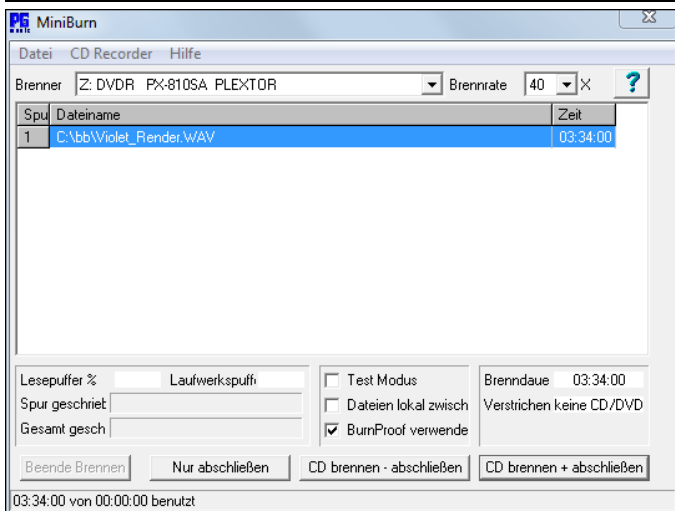 PG MiniBurn
Datei CD Recorder Hilfe
Brenner Z: DVDR PX-810SA PLEXTOR Brennrate 40 X ?
Spu Dateiname Zeit
1 C:\bb\Violet_Render.WAV 03:34:00
Lesepuffer % Laufwerkspuff
Spur geschriet
Gesamt gesch
Test Modus
Dateien lokal zwisch
BurnProof verwende
Brenndaue 03:34:00
Verstrichen keine CD/DVD
Beende Brennen Nur abschließen CD brennen - abschließen CD brennen + abschließen
03:34:00 von 00:00:00 benutzt